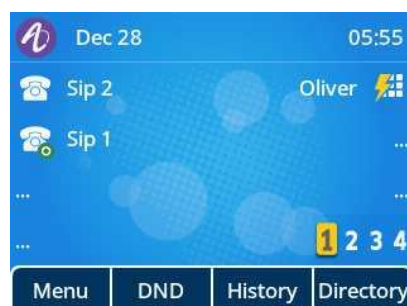 Dec 28 05:55
Sip 2 Oliver
Sip 1 ...
... ...
... 1 2 3 4
Menu DND History Directory